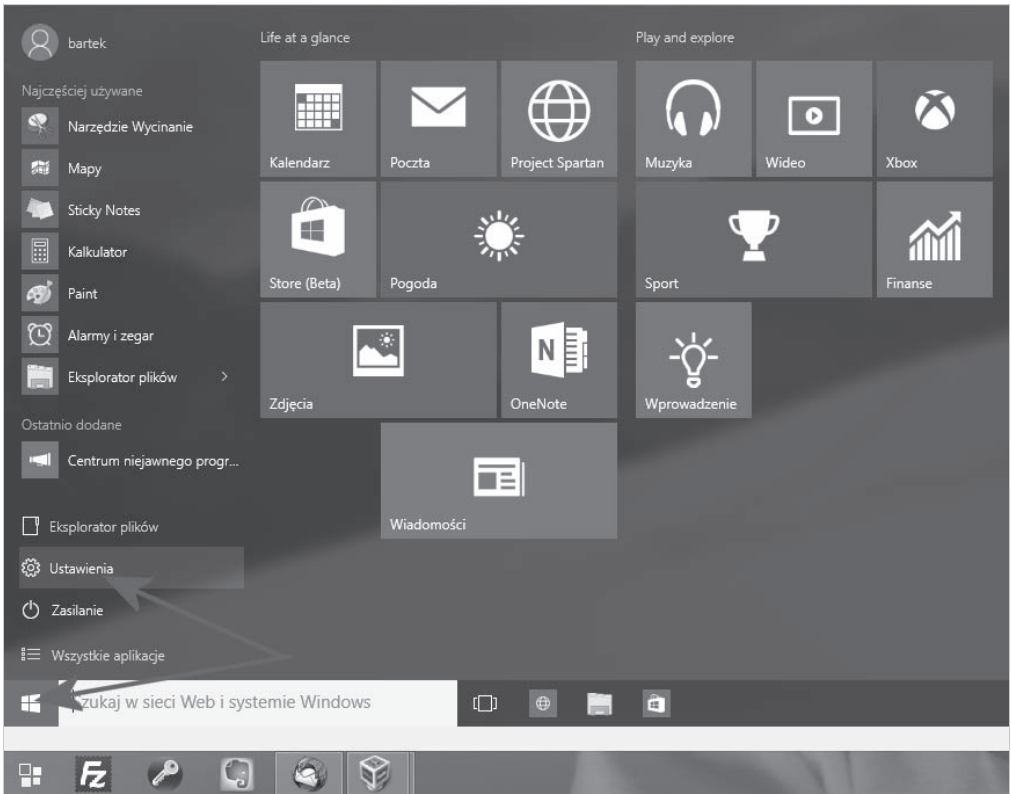 bartek
Najczęściej używane
Narzędzie Wycinanie
Mapy
Sticky Notes
Kalkulator
Paint
Alarmy i zegar
Eksplorator plików
Ostatnio dodane
Centrum niejawnego progr...
Eksplorator plików
Ustawienia
Zasilanie
Wszystkie aplikacje
Life at a glance
Kalendarz
Poczta
Project Spartan
Store (Beta)
Pogoda
Zdjęcia
N
OneNote
Wiadomości
Play and explore
Muzyka
Wideo
Xbox
Sport
Finanse
Wprowadzenie
zukaj w sieci Web i systemie Windows
Fz